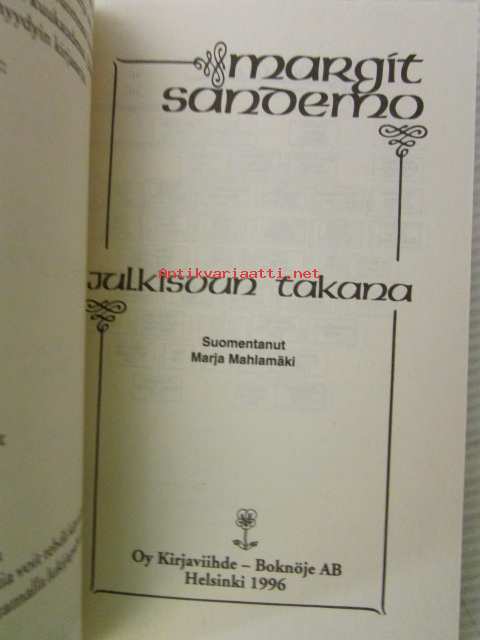 margit
sandemo
Antikvariaatti.net
julkisivun takana
Suomentanut
Marja Mahlamäki
Oy Kirjaviihde – Boknöje AB
Helsinki 1996